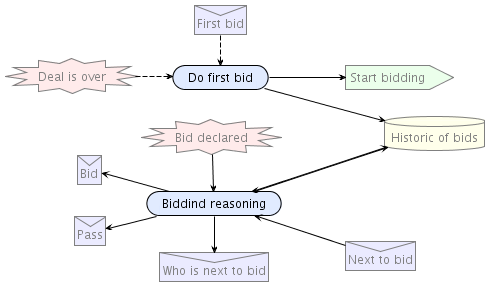 First bid
Deal is over
Do first bid
Start bidding
Bid declared
Historic of bids
Bid
Biddind reasoning
Pass
Who is next to bid
Next to bid